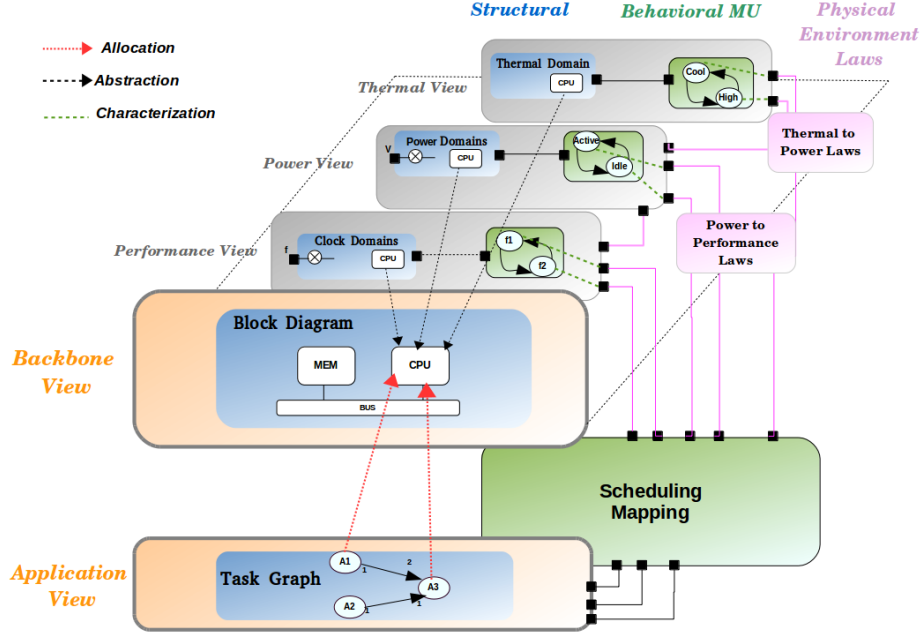 Structural
Behavioral MU
Physical
Environment
Laws
Allocation
Abstraction
Characterization
Thermal View
Thermal Domain
CPU
Cool
High
Thermal to
Power Laws
Power View
V
Power Domains
CPU
Active
Idle
Power to
Performance
Laws
Performance View
f
Clock Domains
CPU
f1
f2
Backbone
View
Block Diagram
MEM
CPU
BUS
Scheduling
Mapping
Application
View
Task Graph
A1
1
2
A3
A2
1
1